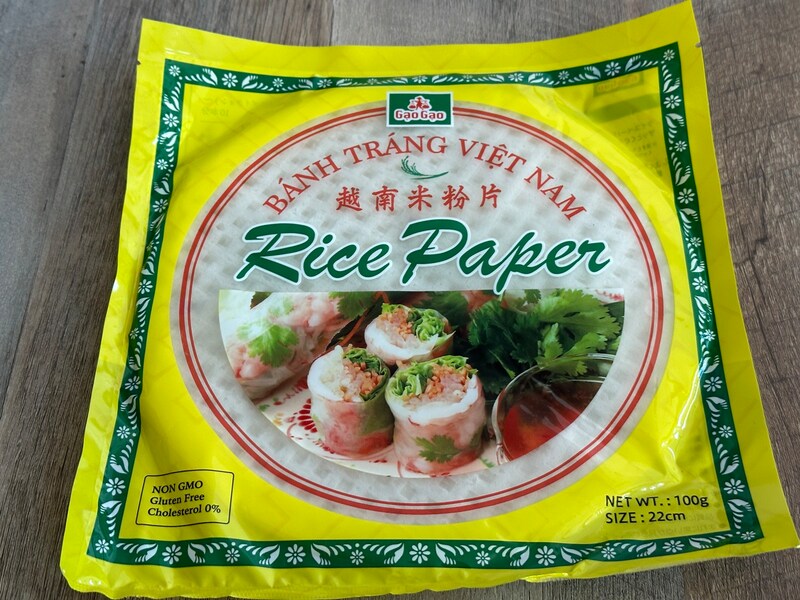 GạoGạo
BÁNH TRÁNG VIỆT NAM
越南米粉片
Rice Paper
NON GMO
Gluten Free
Cholesterol 0%
NET WT. : 100g
SIZE : 22cm